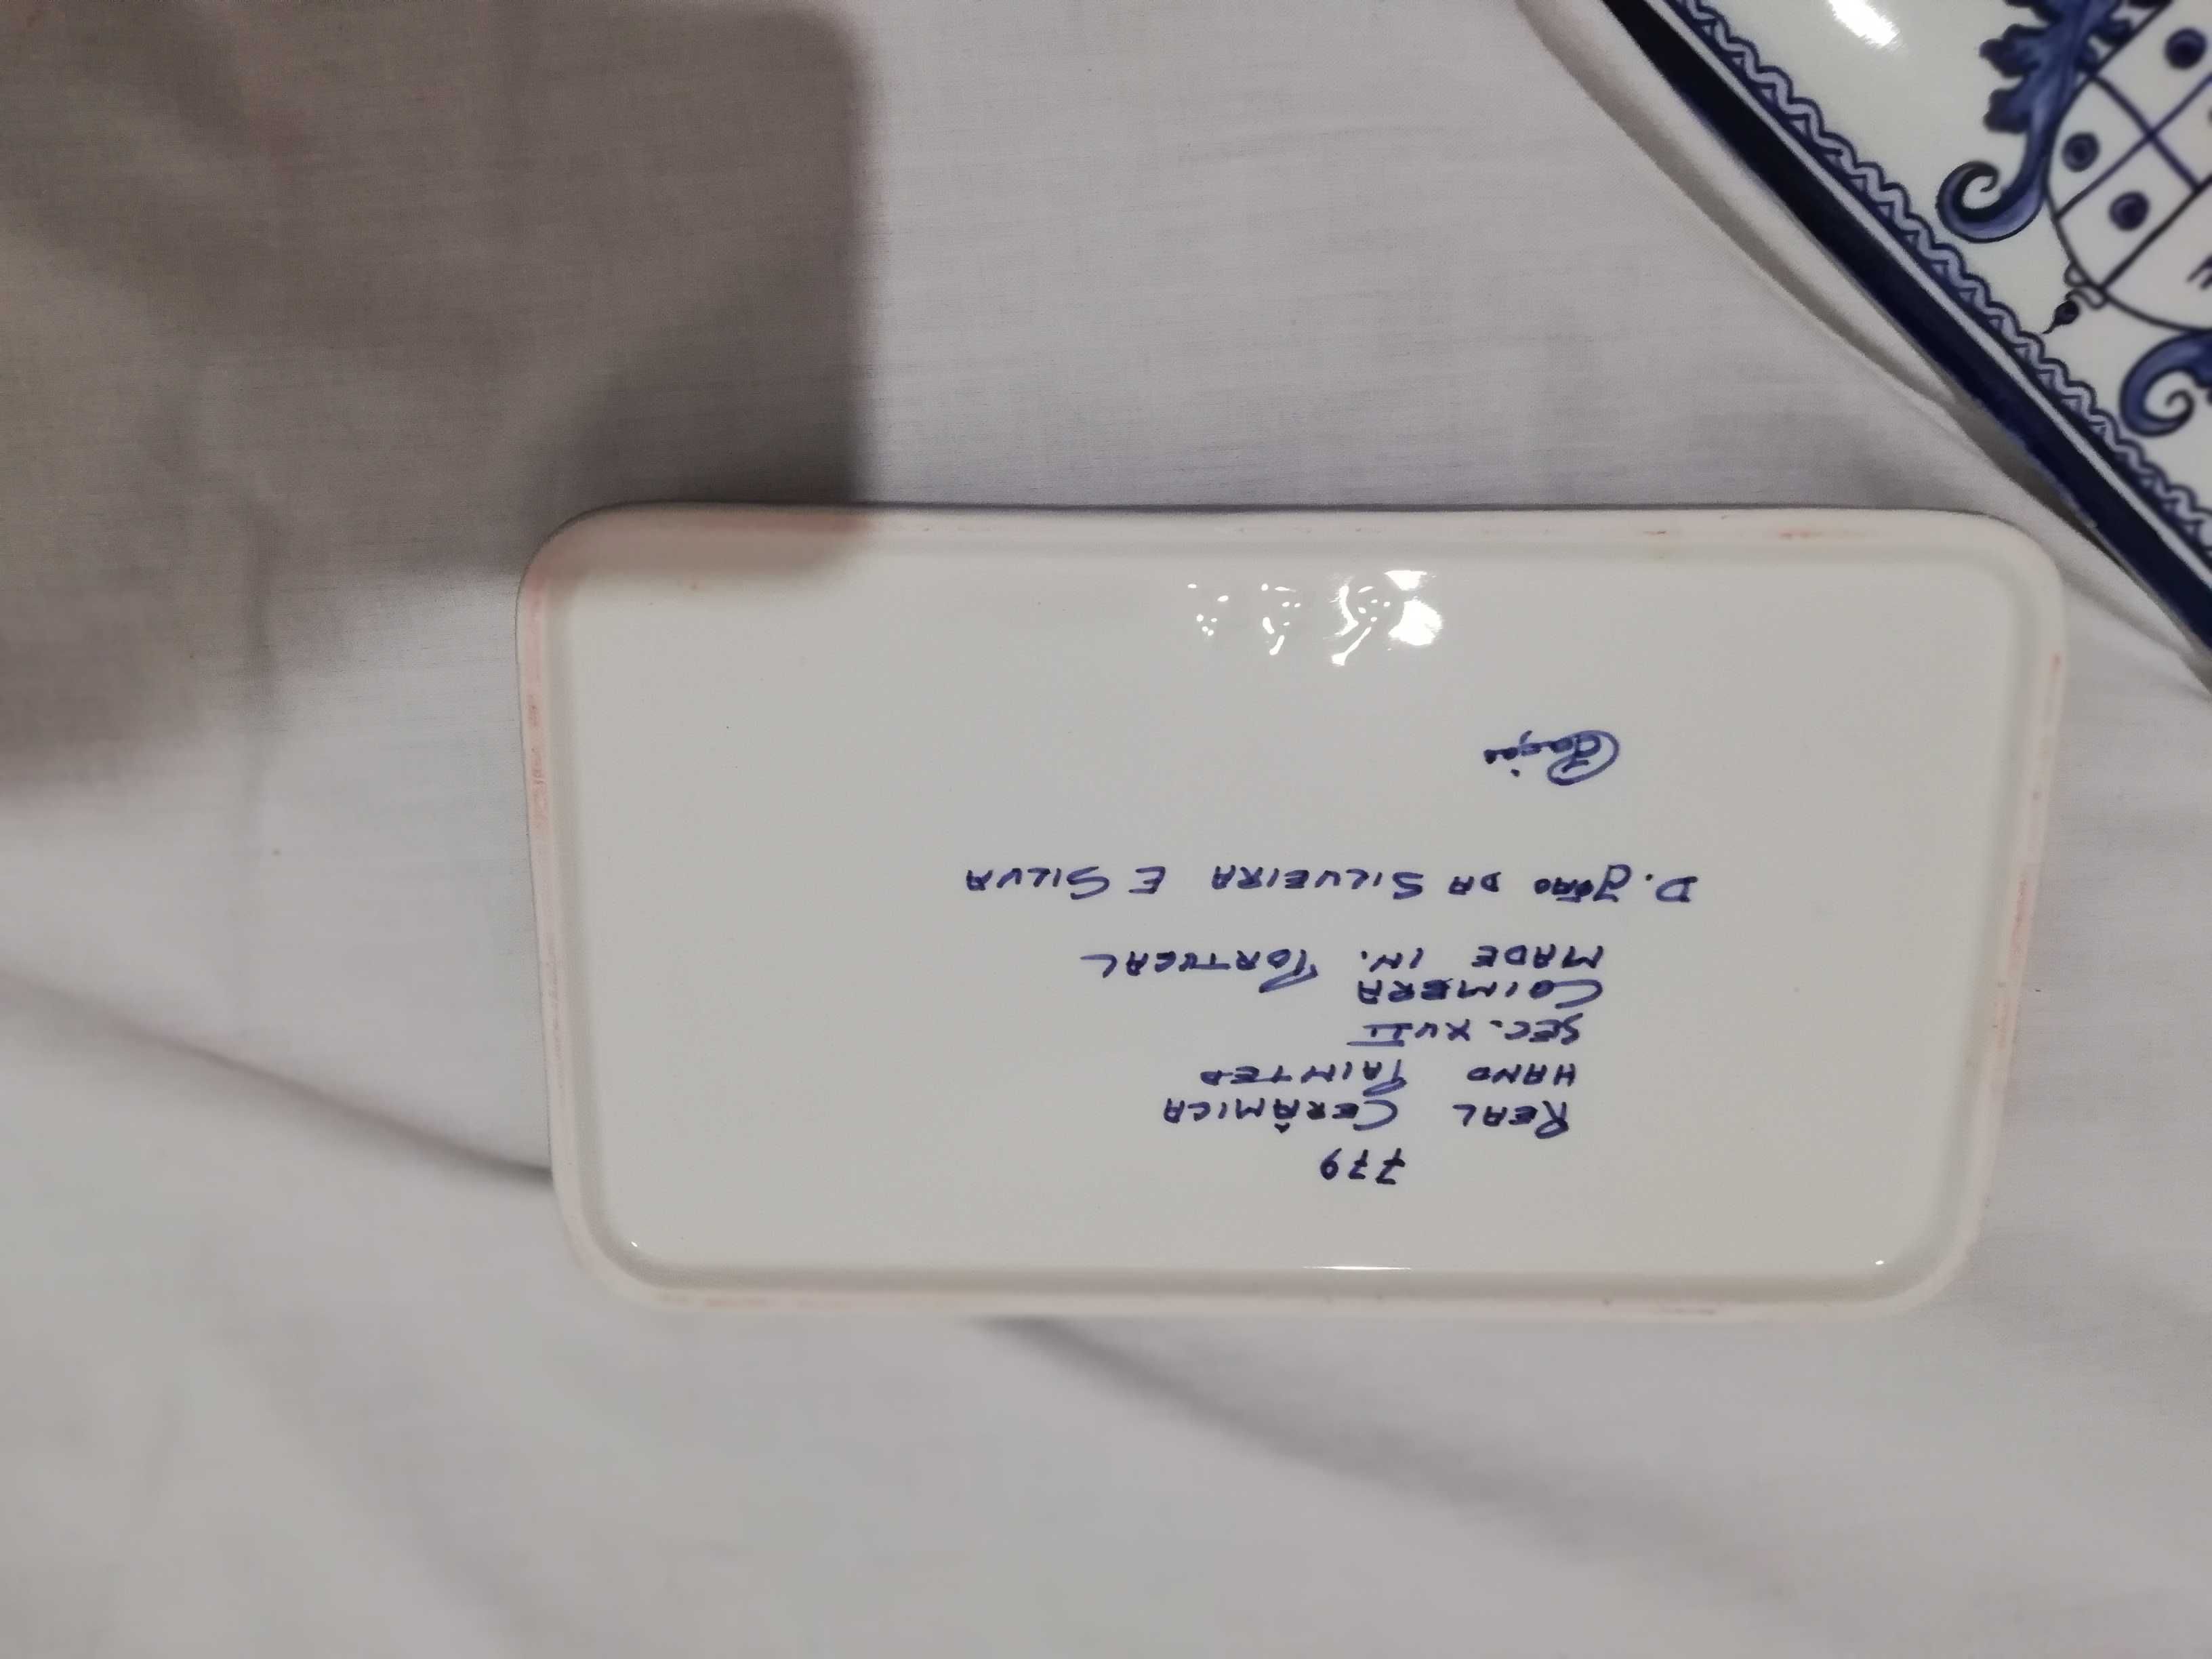 779
REAL CERÂMICA
HAND PAINTED
SEC. XVII
COIMBRA
MADE IN. PORTUGAL
D. JOÃO DA SILVEIRA E SILVA